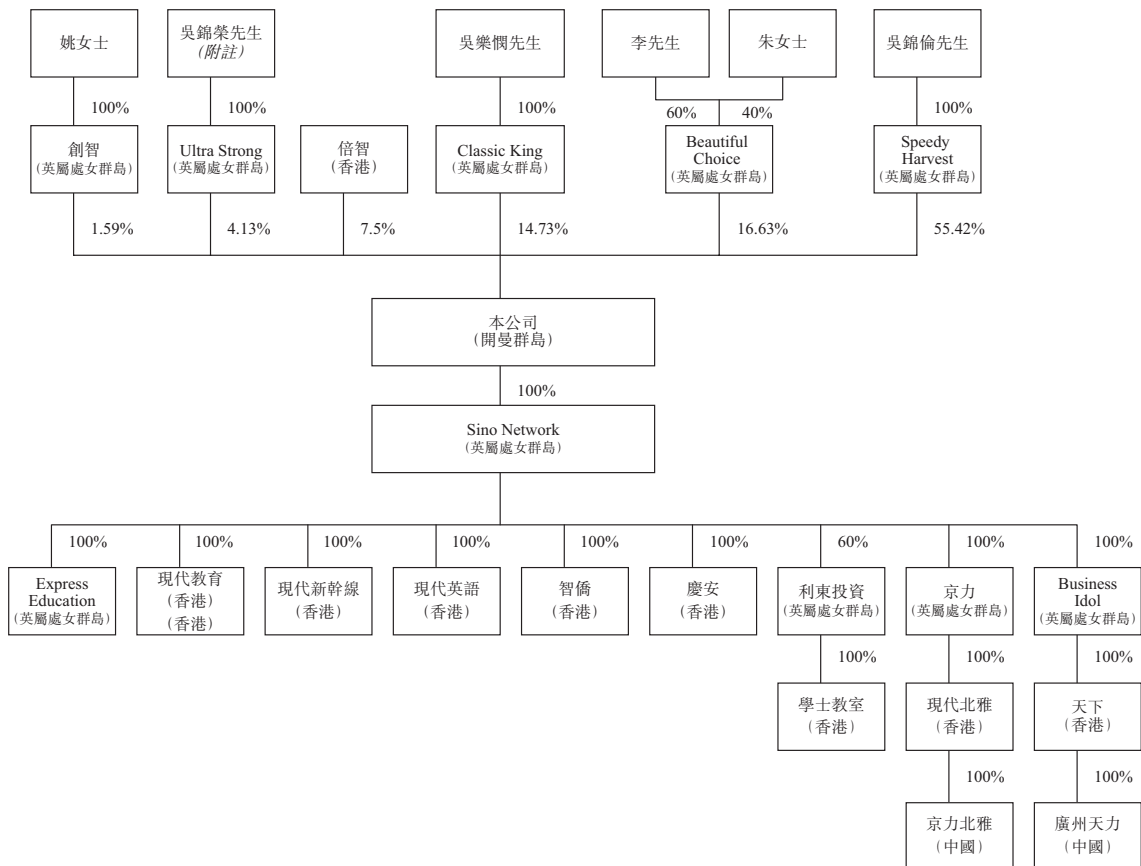 姚女士
吳錦榮先生
(附註)
吳樂憫先生
李先生
朱女士
吳錦倫先生
100%
100%
100%
60%
40%
100%
創智
(英屬處女群島)
Ultra Strong
(英屬處女群島)
倍智
(香港)
Classic King
(英屬處女群島)
Beautiful
Choice
(英屬處女群島)
Speedy
Harvest
(英屬處女群島)
1.59%
4.13%
7.5%
14.73%
16.63%
55.42%
本公司
(開曼群島)
100%
Sino Network
(英屬處女群島)
100%
100%
100%
100%
100%
100%
60%
100%
100%
Express
Education
(英屬處女群島)
現代教育
(香港)
(香港)
現代新幹線
(香港)
現代英語
(香港)
智僑
(香港)
慶安
(香港)
利東投資
(英屬處女群島)
京力
(英屬處女群島)
Business
Idol
(英屬處女群島)
100%
100%
100%
學士教室
(香港)
現代北雅
(香港)
天下
(香港)
100%
100%
京力北雅
(中國)
廣州天力
(中國)